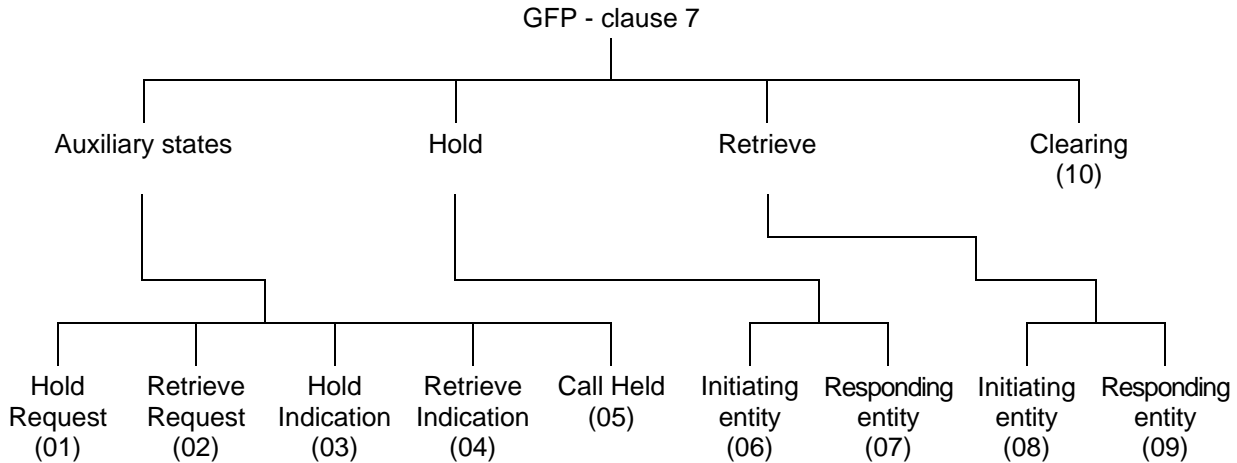 GFP - clause 7
Auxiliary states
Hold
Retrieve
Clearing
(10)
Hold
Request
(01)
Retrieve
Request
(02)
Hold
Indication
(03)
Retrieve
Indication
(04)
Call Held
(05)
Initiating
entity
(06)
Responding
entity
(07)
Initiating
entity
(08)
Responding
entity
(09)